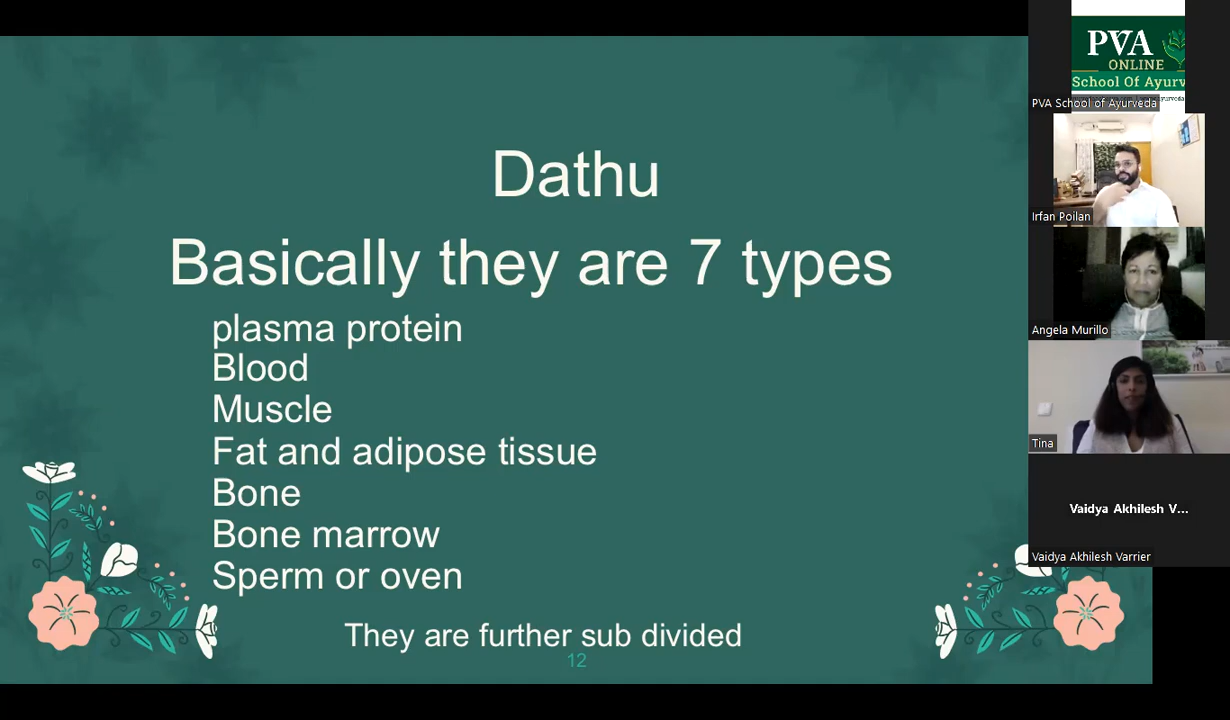 Dathu
Basically they are 7 types
plasma protein
Blood
Muscle
Fat and adipose tissue
Bone
Bone marrow
Sperm or oven
They are further sub divided
12
PVA
ONLINE
School Of Ayurv
PVA School of Ayurveda
Irfan Poilan
Angela Murillo
Tina
Vaidya Akhilesh V...
Vaidya Akhilesh Varrier